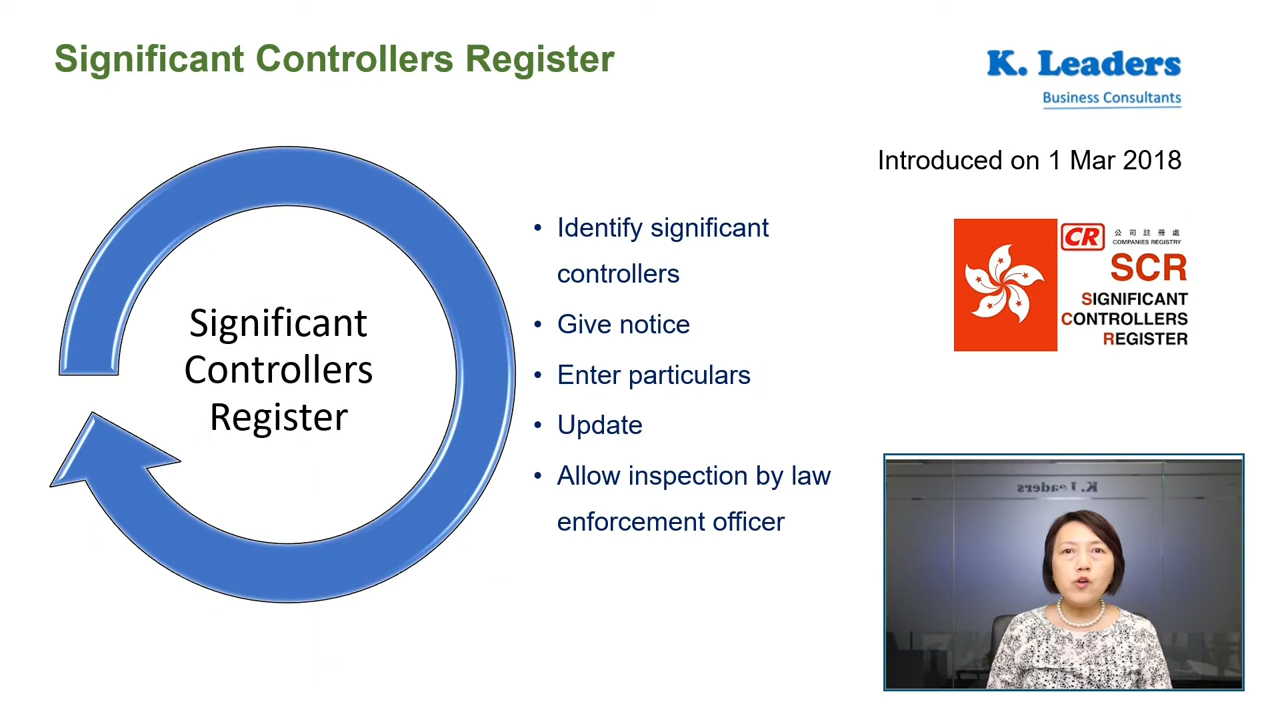 Significant Controllers Register
K. Leaders
Business Consultants
Introduced on 1 Mar 2018
Significant
Controllers
Register
• Identify significant
controllers
• Give notice
• Enter particulars
• Update
• Allow inspection by law
enforcement officer
CR
公司註冊處
COMPANIES REGISTRY
SCR
SIGNIFICANT
CONTROLLERS
REGISTER
K. Leaders